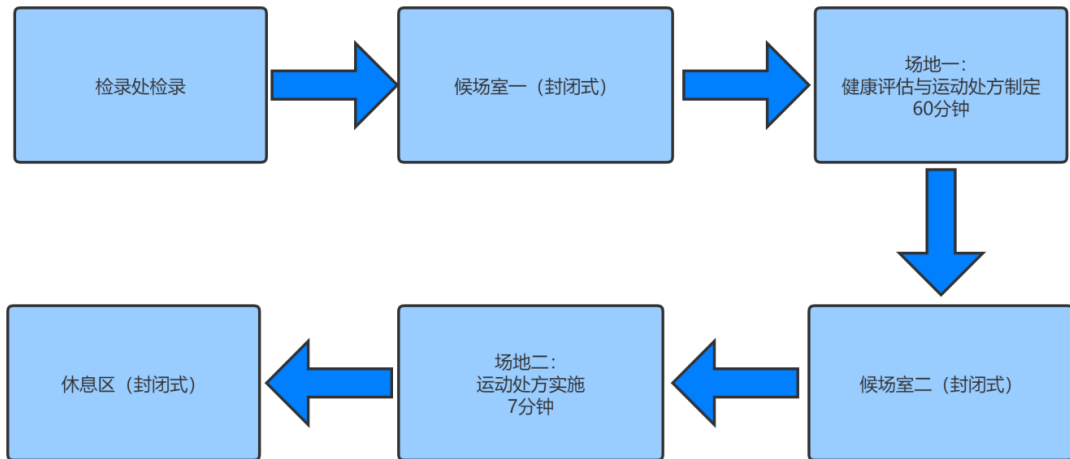 检录处检录
候场室一（封闭式）
场地一：
健康评估与运动处方制定
60分钟
候场室二（封闭式）
场地二：
运动处方实施
7分钟
休息区（封闭式）